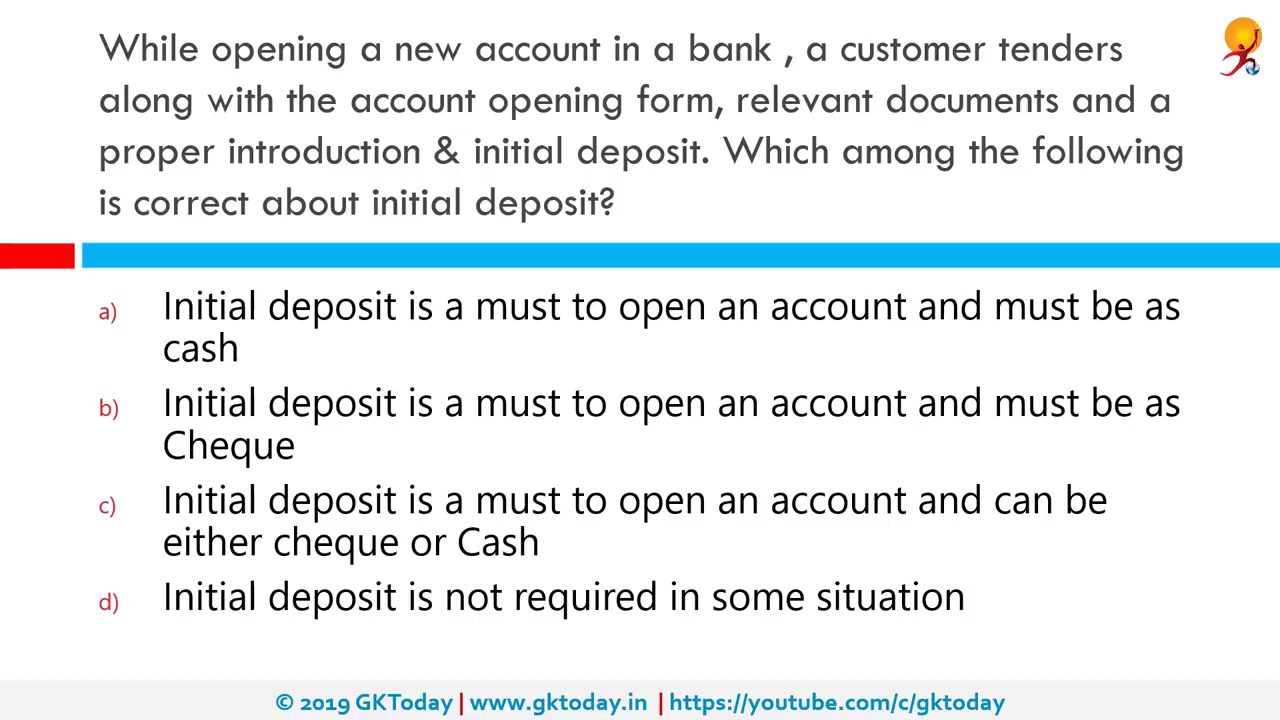 While opening a new account in a bank , a customer tenders
along with the account opening form, relevant documents and a
proper introduction & initial deposit. Which among the following
is correct about initial deposit?
a) Initial deposit is a must to open an account and must be as
cash
b) Initial deposit is a must to open an account and must be as
Cheque
c) Initial deposit is a must to open an account and can be
either cheque or Cash
d) Initial deposit is not required in some situation
© 2019 GKToday | www.gktoday.in | https://youtube.com/c/gktoday